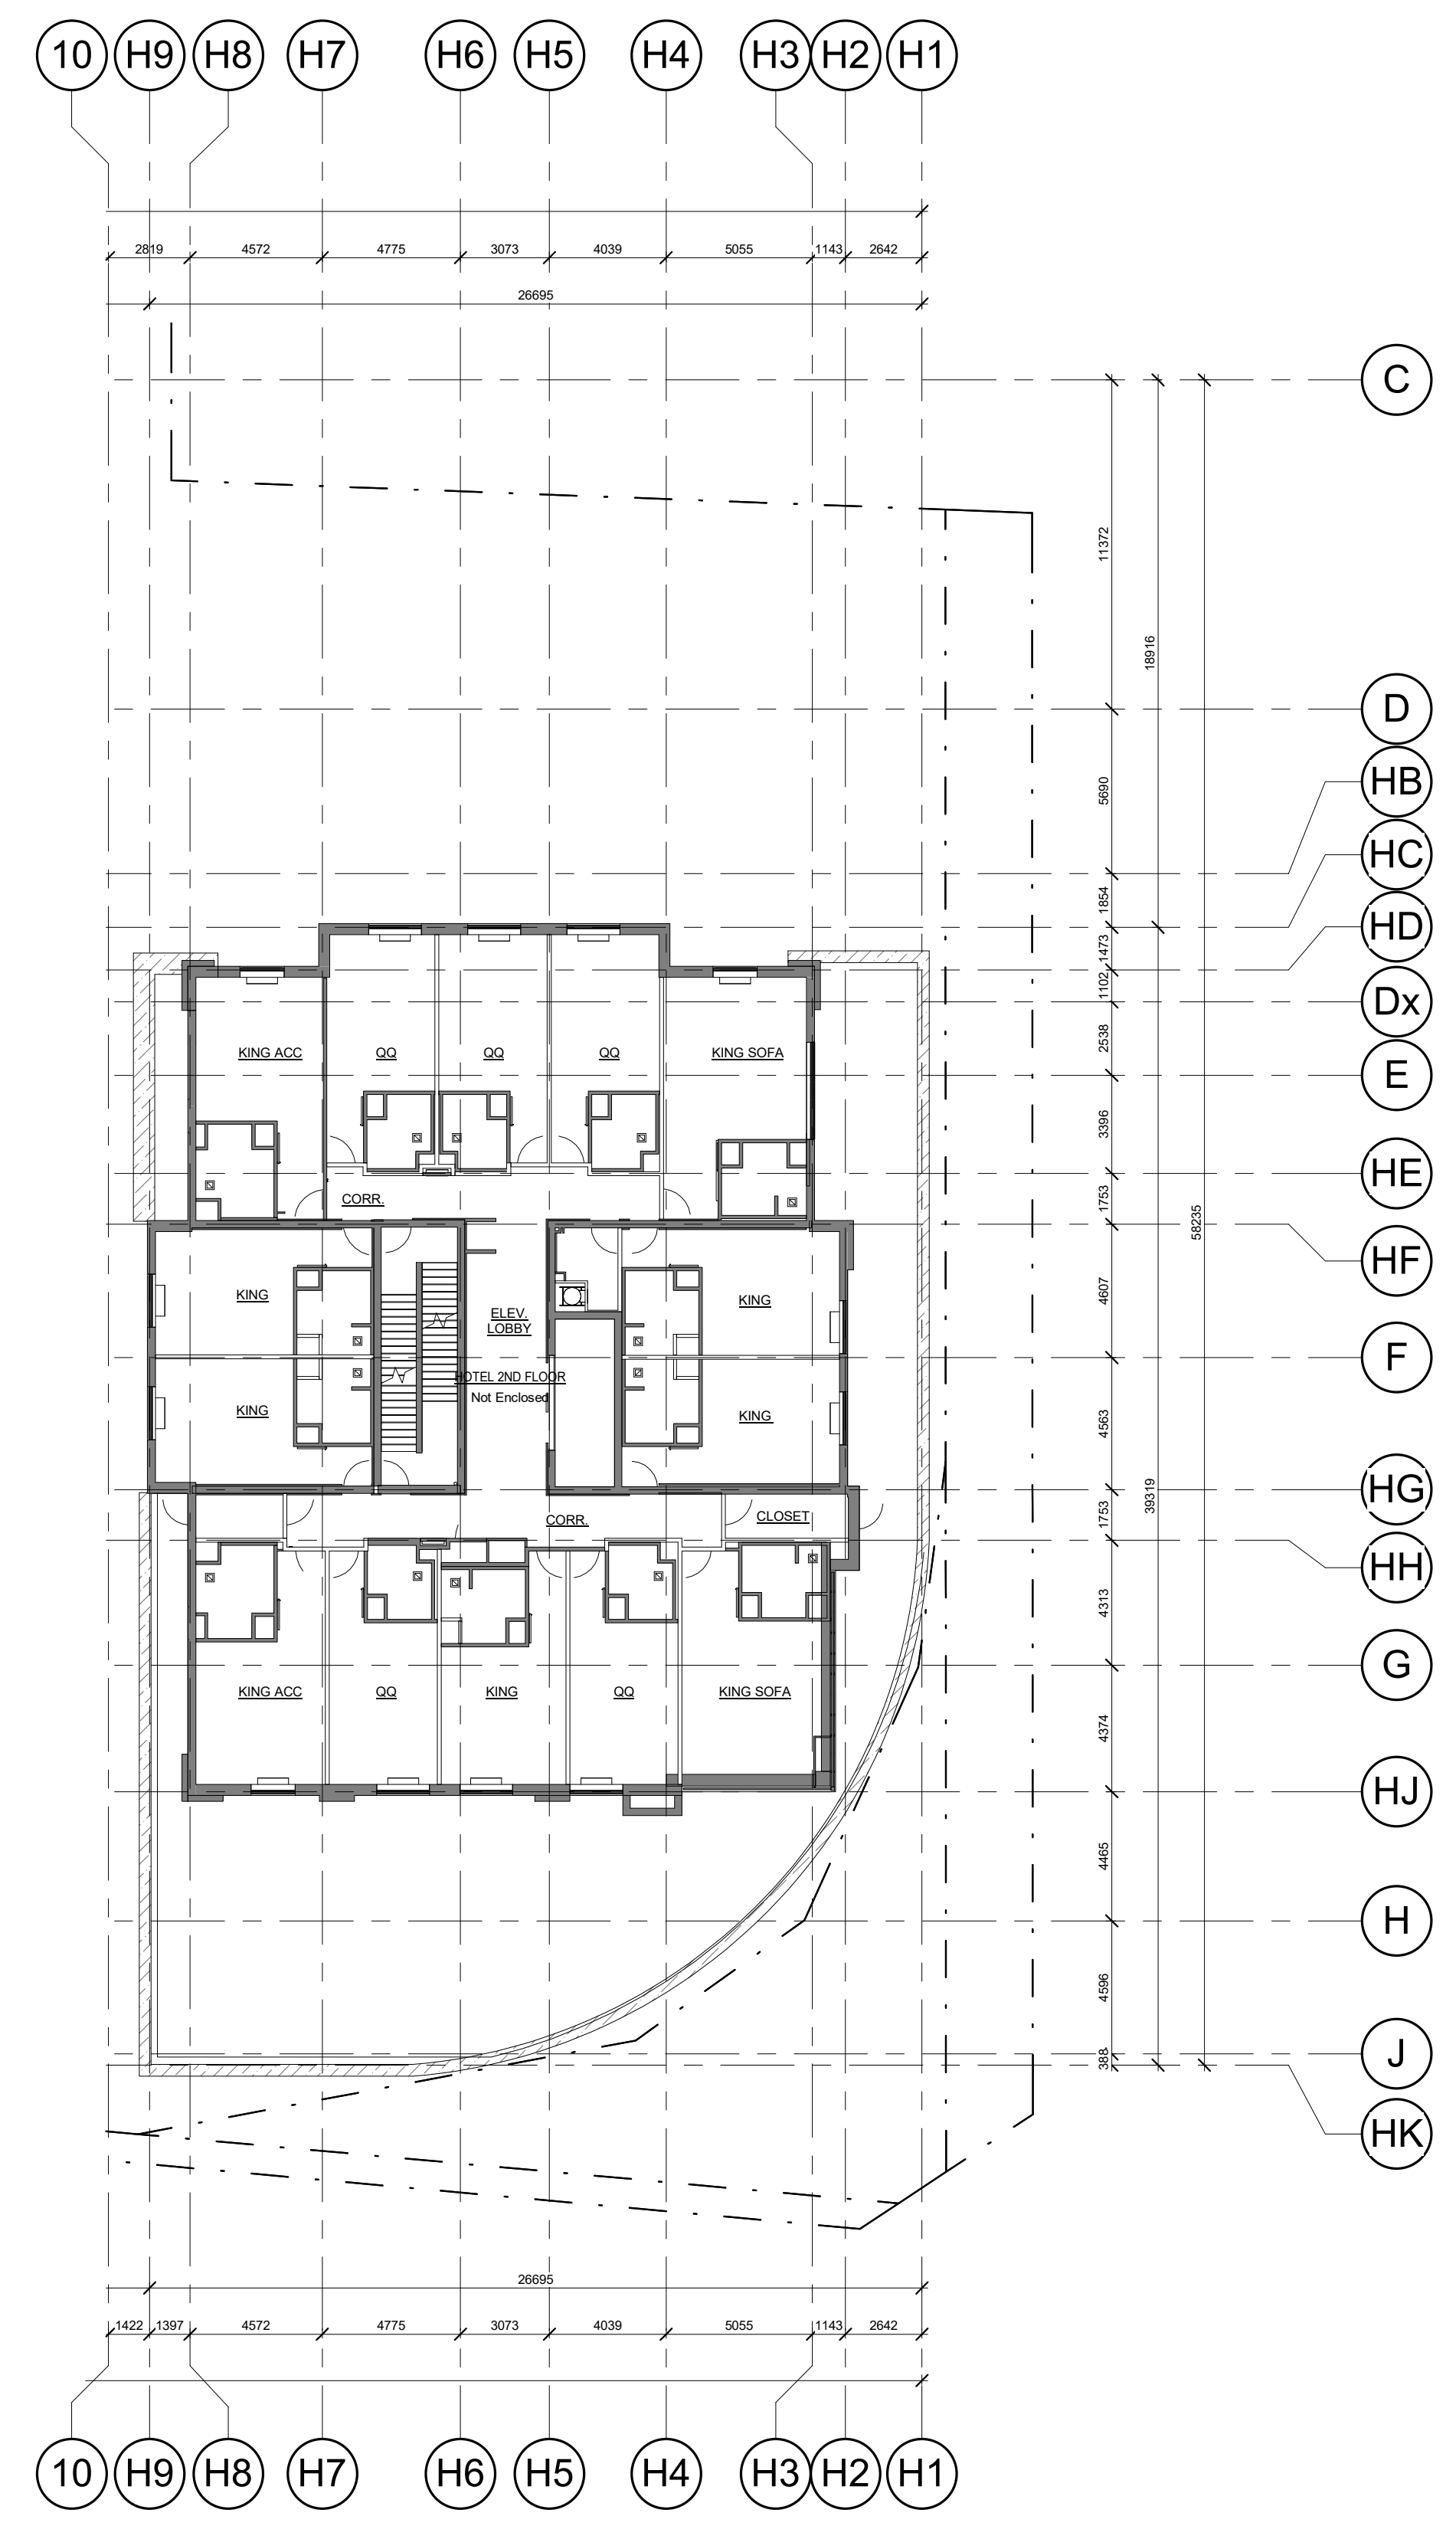 10 H9 H8 H7 H6 H5 H4 H3 H2 H1
2819 4572 4775 3073 4039 5055 1143 2642
26695
C
11372
18916
D
5690
HB
HC
1854
HD
1473
1102
Dx
2538
KING ACC QQ QQ QQ KING SOFA
E
3396
HE
CORR.
1753
58235
HF
4607
KING KING
ELEV.
LOBBY
F
HOTEL 2ND FLOOR
Not Enclosed
KING KING
4563
HG
39319
1753
CORR. CLOSET
HH
4313
G
KING ACC QQ KING QQ KING SOFA
4374
HJ
4465
H
4596
J
388
HK
26695
1422 1397 4572 4775 3073 4039 5055 1143 2642
10 H9 H8 H7 H6 H5 H4 H3 H2 H1